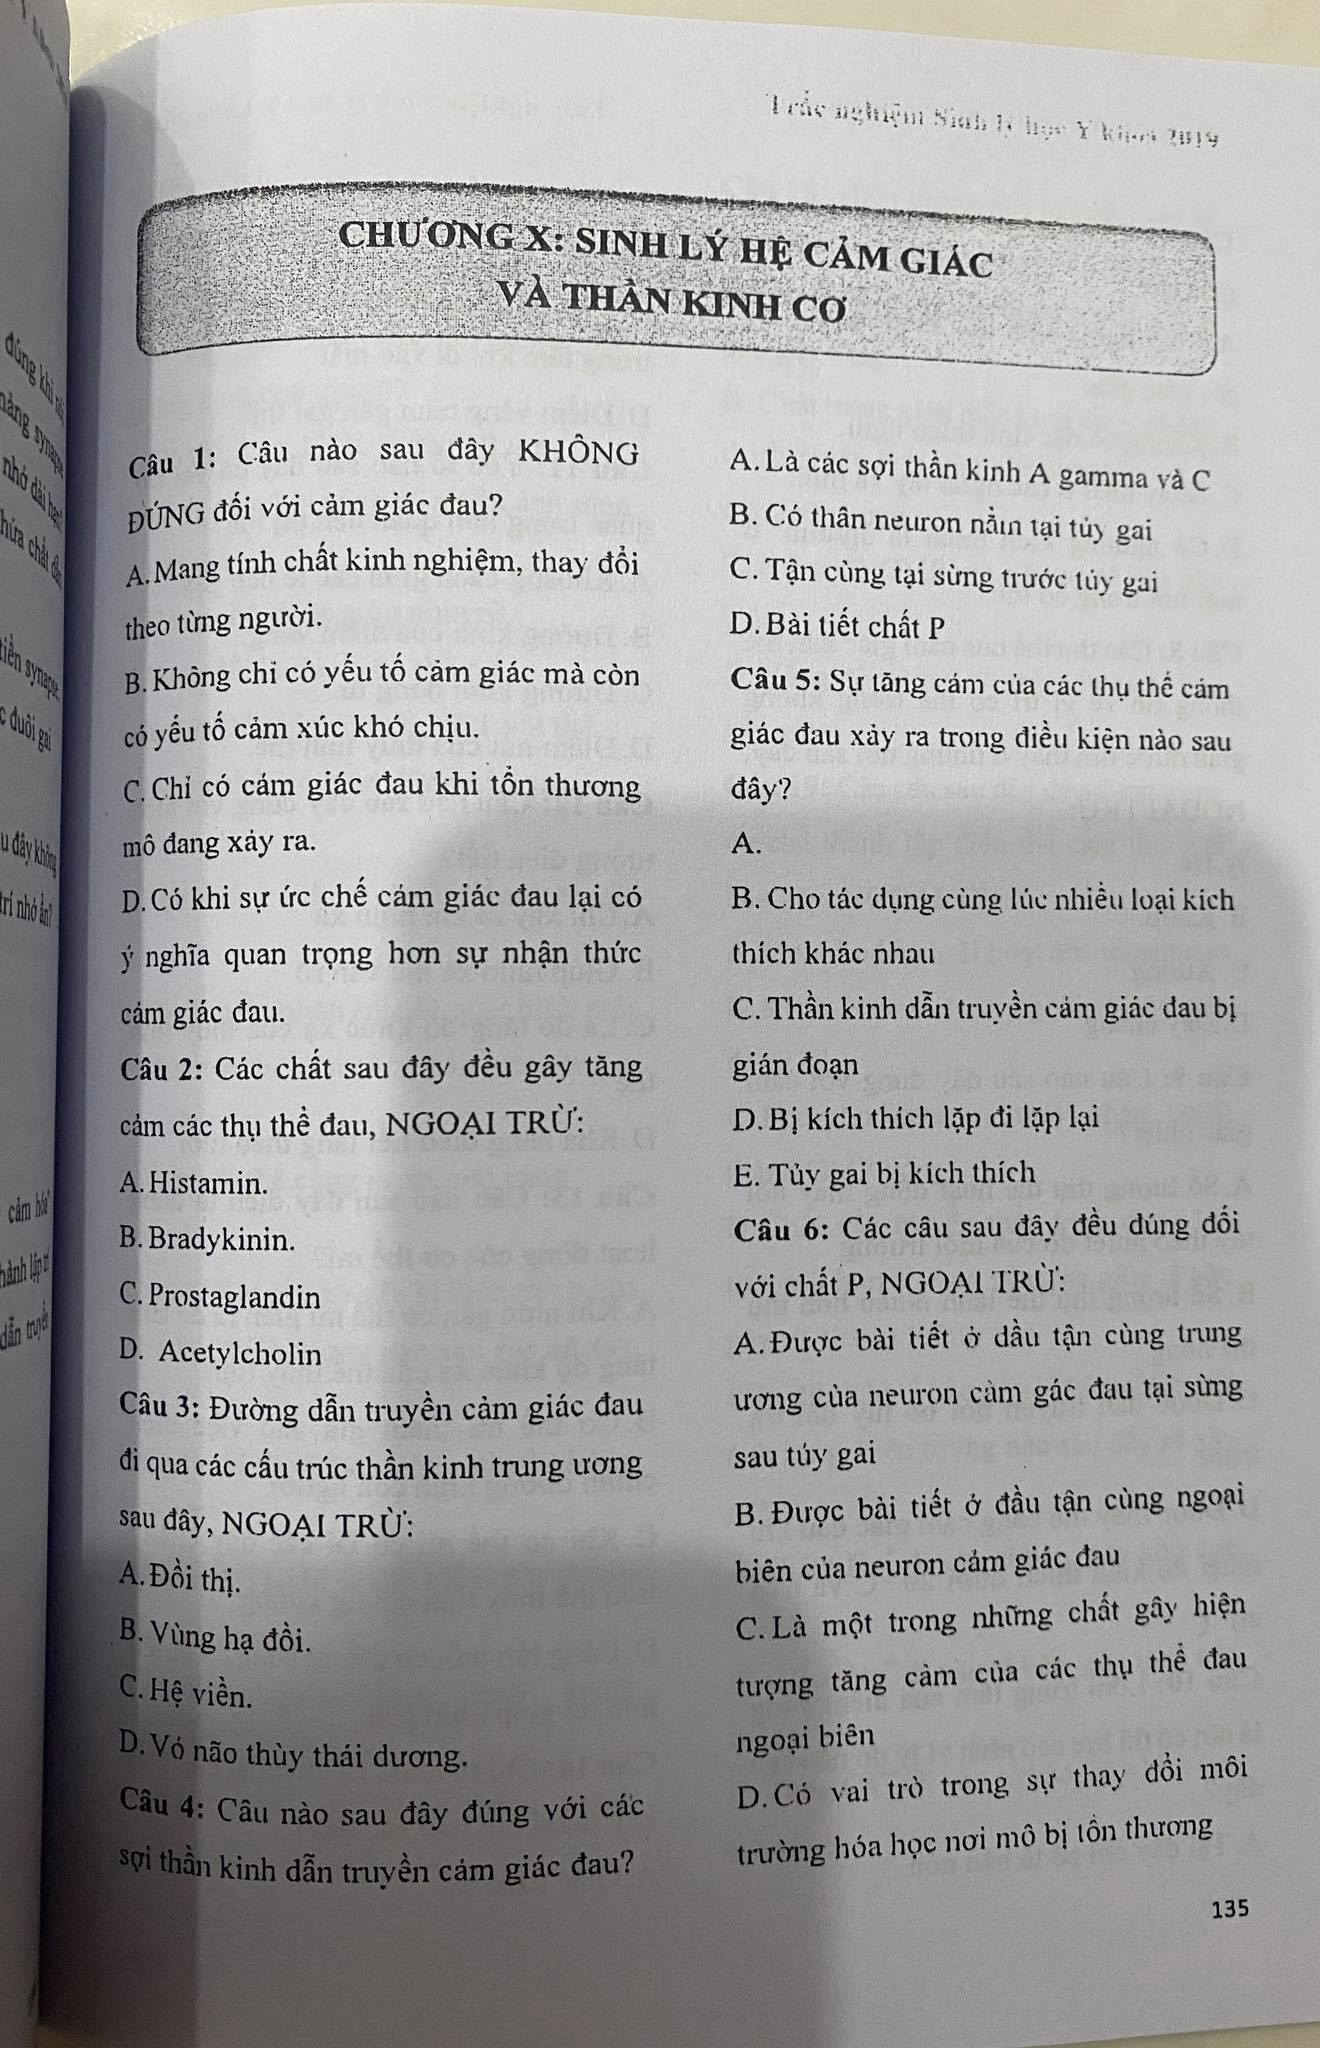 Trắc nghiệm Sinh lý học Y khoa 2019
CHƯƠNG X: SINH LÝ HỆ CẢM GIÁC
VÀ THẦN KINH CƠ
Câu 1: Câu nào sau đây KHÔNG
ĐÚNG đối với cảm giác đau?
A. Mang tính chất kinh nghiệm, thay đổi
theo từng người.
B. Không chỉ có yếu tố cảm giác mà còn
có yếu tố cảm xúc khó chịu.
C. Chỉ có cảm giác đau khi tổn thương
mô đang xảy ra.
D. Có khi sự ức chế cảm giác đau lại có
ý nghĩa quan trọng hơn sự nhận thức
cảm giác đau.
Câu 2: Các chất sau đây đều gây tăng
cảm các thụ thể đau, NGOẠI TRỪ:
A. Histamin.
B. Bradykinin.
C. Prostaglandin
D. Acetylcholin
Câu 3: Đường dẫn truyền cảm giác đau
đi qua các cấu trúc thần kinh trung ương
sau đây, NGOẠI TRỪ:
A. Đồi thị.
B. Vùng hạ đồi.
C. Hệ viền.
D. Vỏ não thùy thái dương.
Câu 4: Câu nào sau đây đúng với các
sợi thần kinh dẫn truyền cảm giác đau?
A. Là các sợi thần kinh A gamma và C
B. Có thân neuron nằm tại tủy gai
C. Tận cùng tại sừng trước tủy gai
D. Bài tiết chất P
Câu 5: Sự tăng cảm của các thụ thể cảm
giác đau xảy ra trong điều kiện nào sau
đây?
A.
B. Cho tác dụng cùng lúc nhiều loại kích
thích khác nhau
C. Thần kinh dẫn truyền cảm giác đau bị
gián đoạn
D. Bị kích thích lặp đi lặp lại
E. Tủy gai bị kích thích
Câu 6: Các câu sau đây đều đúng đối
với chất P, NGOẠI TRỪ:
A. Được bài tiết ở đầu tận cùng trung
ương của neuron cảm gác đau tại sừng
sau tủy gai
B. Được bài tiết ở đầu tận cùng ngoại
biên của neuron cảm giác đau
C. Là một trong những chất gây hiện
tượng tăng cảm của các thụ thể đau
ngoại biên
D. Có vai trò trong sự thay đổi môi
trường hóa học nơi mô bị tổn thương
135